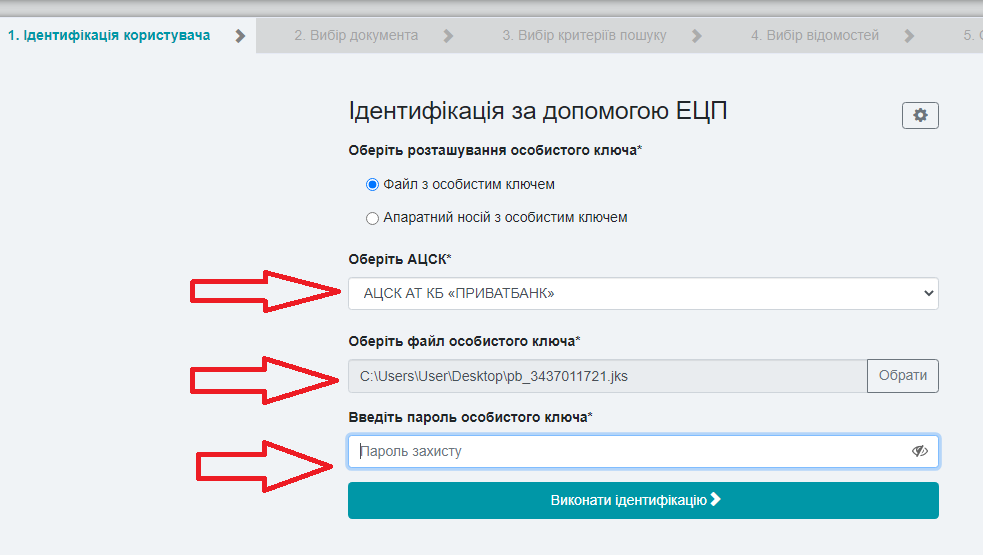 1. Ідентифікація користувача
2. Вибір документа
3. Вибір критеріїв пошуку
4. Вибір відомостей
5.
Ідентифікація за допомогою ЕЦП
Оберіть розташування особистого ключа*
Файл з особистим ключем
Апаратний носій з особистим ключем
Оберіть АЦСК*
АЦСК АТ КБ «ПРИВАТБАНК»
Оберіть файл особистого ключа*
C:\Users\User\Desktop\pb_3437011721.jks
Обрати
Введіть пароль особистого ключа*
Пароль захисту
Виконати ідентифікацію